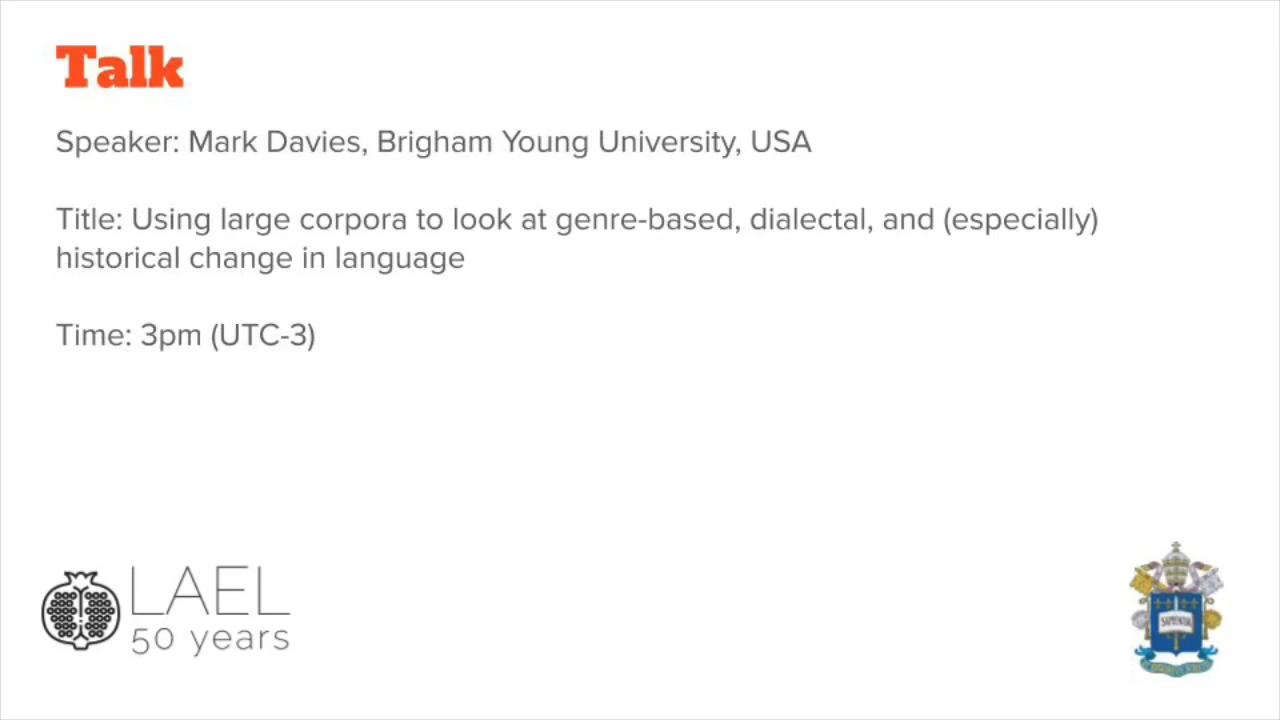 Talk
Speaker: Mark Davies, Brigham Young University, USA
Title: Using large corpora to look at genre-based, dialectal, and (especially)
historical change in language
Time: 3pm (UTC-3)
LAEL
50 years
SAPIENTIA